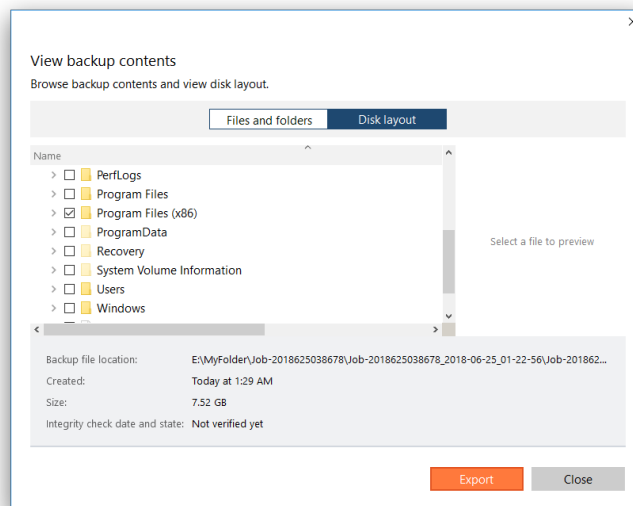 View backup contents
Browse backup contents and view disk layout.
Files and folders Disk layout
Name
PerfLogs
Program Files
Program Files (x86)
ProgramData
Recovery
System Volume Information
Users
Windows
Select a file to preview
Backup file location: E:\MyFolder\Job-2018625038678\Job-2018625038678_2018-06-25_01-22-56\Job-201862...
Created: Today at 1:29 AM
Size: 7.52 GB
Integrity check date and state: Not verified yet
Export Close